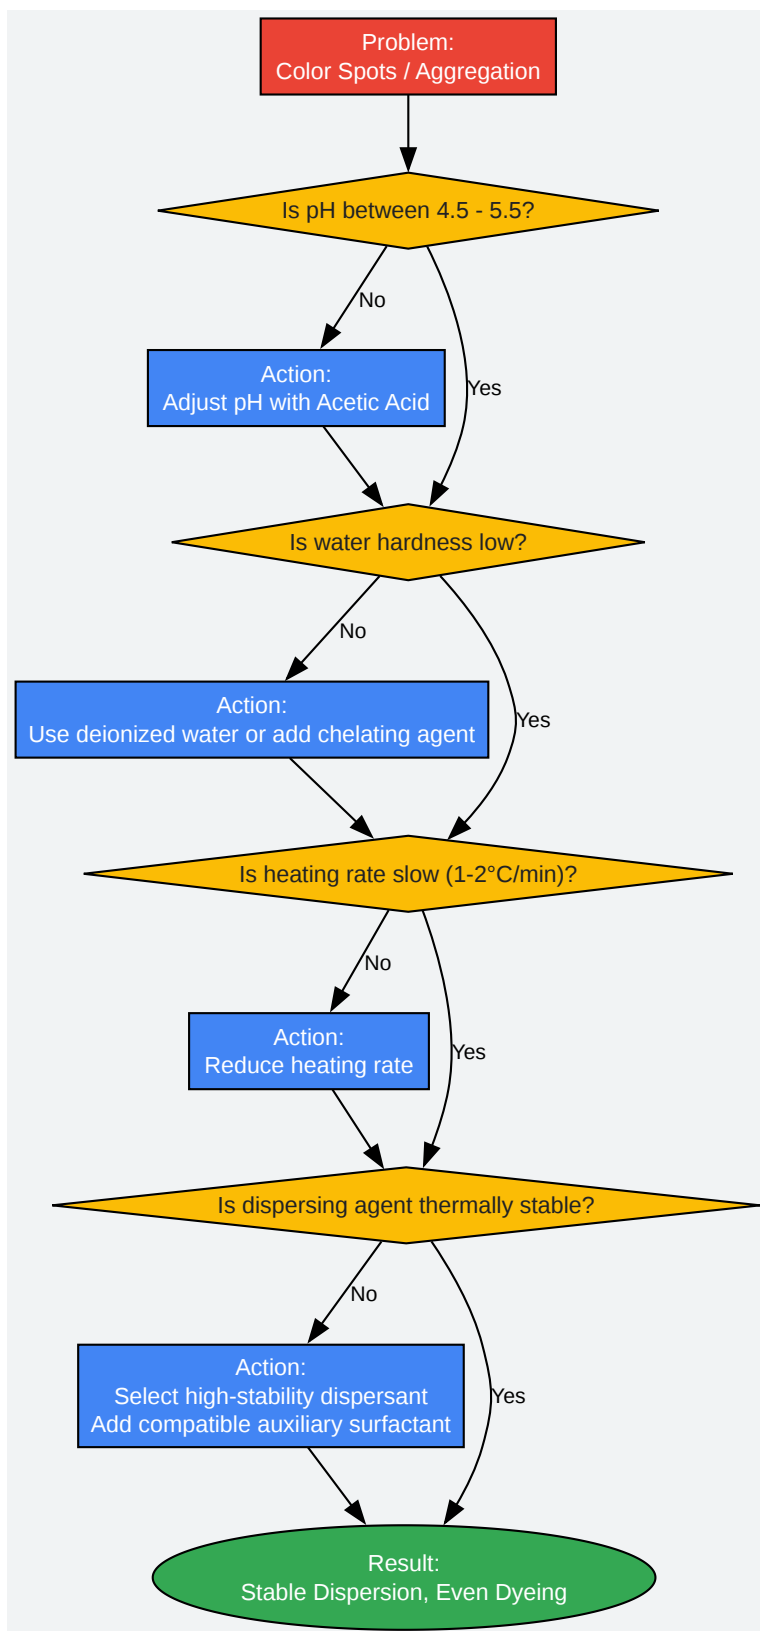 Problem:
Color Spots / Aggregation
Is pH between 4.5 - 5.5?
No
Action:
Adjust pH with Acetic Acid
Yes
Is water hardness low?
No
Action:
Use deionized water or add chelating agent
Yes
Is heating rate slow (1-2°C/min)?
No
Action:
Reduce heating rate
Yes
Is dispersing agent thermally stable?
No
Action:
Select high-stability dispersant
Add compatible auxiliary surfactant
Yes
Result:
Stable Dispersion, Even Dyeing